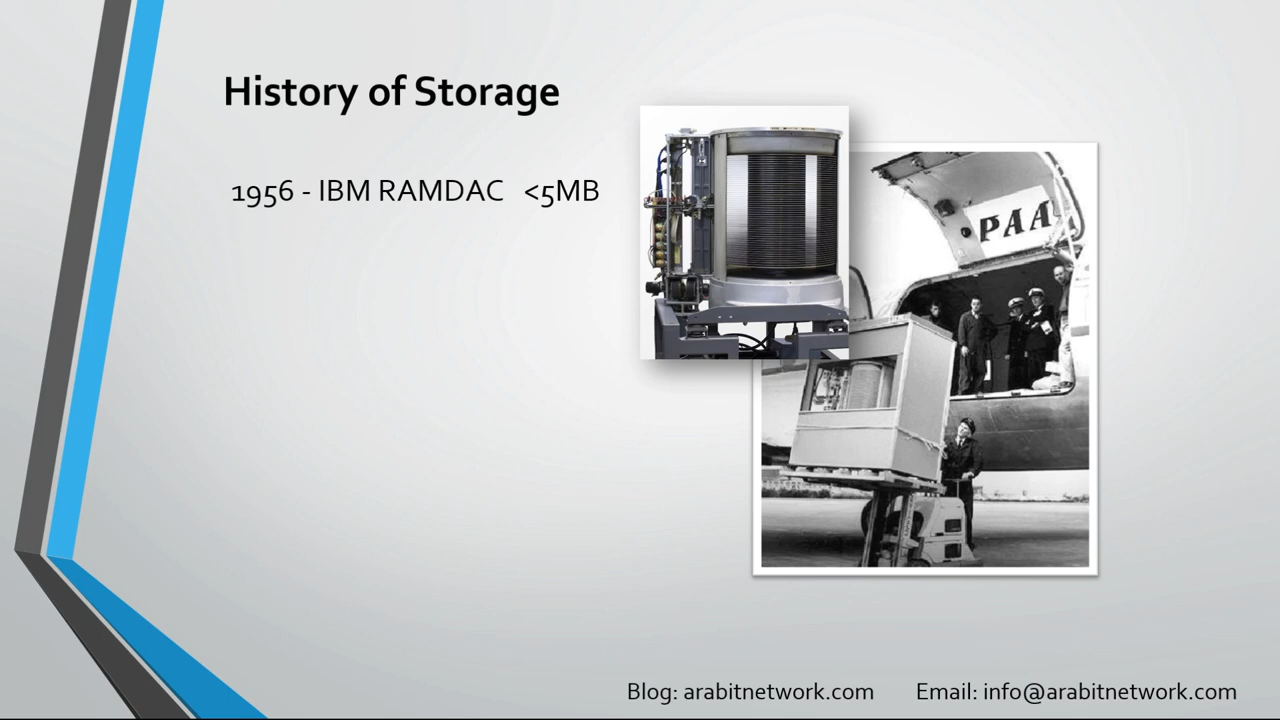 History of Storage
1956 - IBM RAMDAC <5MB
PAA
Blog: arabitnetwork.com Email: info@arabitnetwork.com